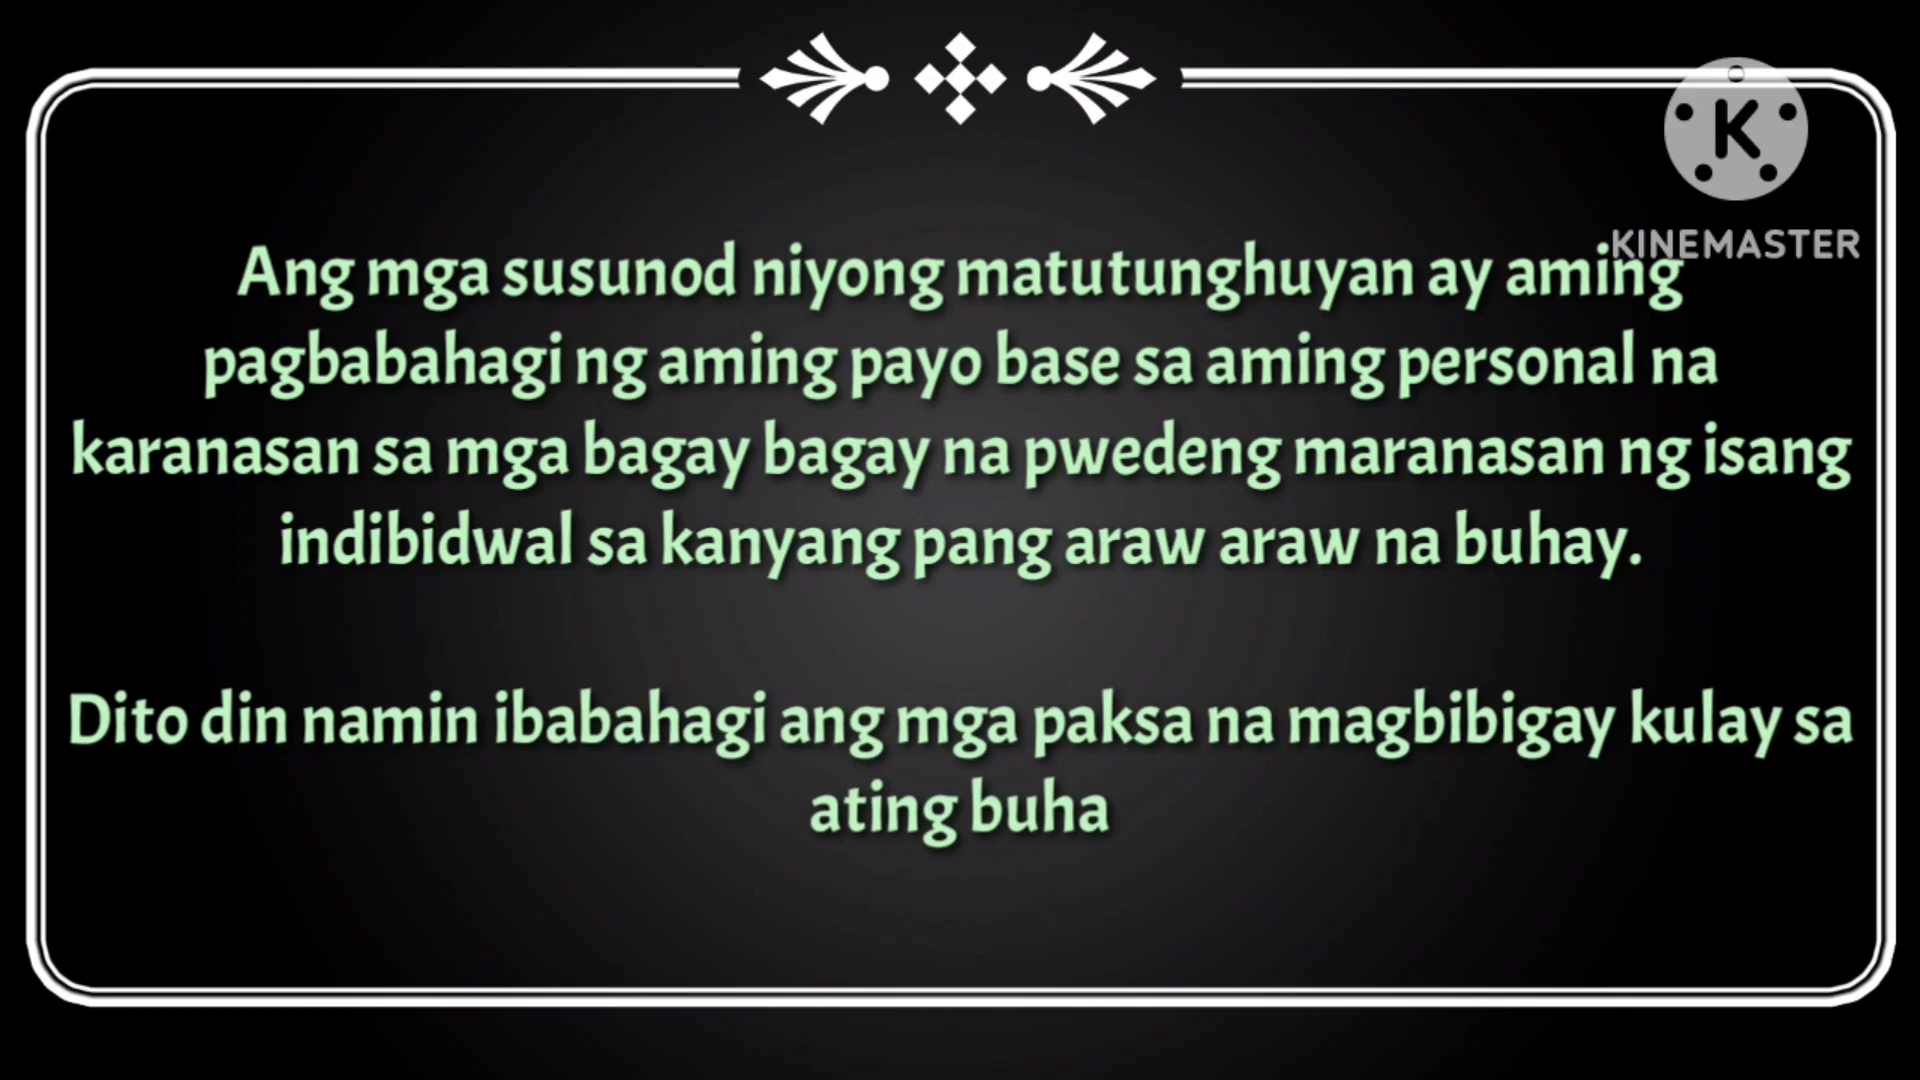 KINEMASTER
Ang mga susunod niyong matutunghuyan ay aming
pagbabahagi ng aming payo base sa aming personal na
karanasan sa mga bagay bagay na pwedeng maranasan ng isang
indibidwal sa kanyang pang araw araw na buhay.
Dito din namin ibabahagi ang mga paksa na magbibigay kulay sa
ating buha